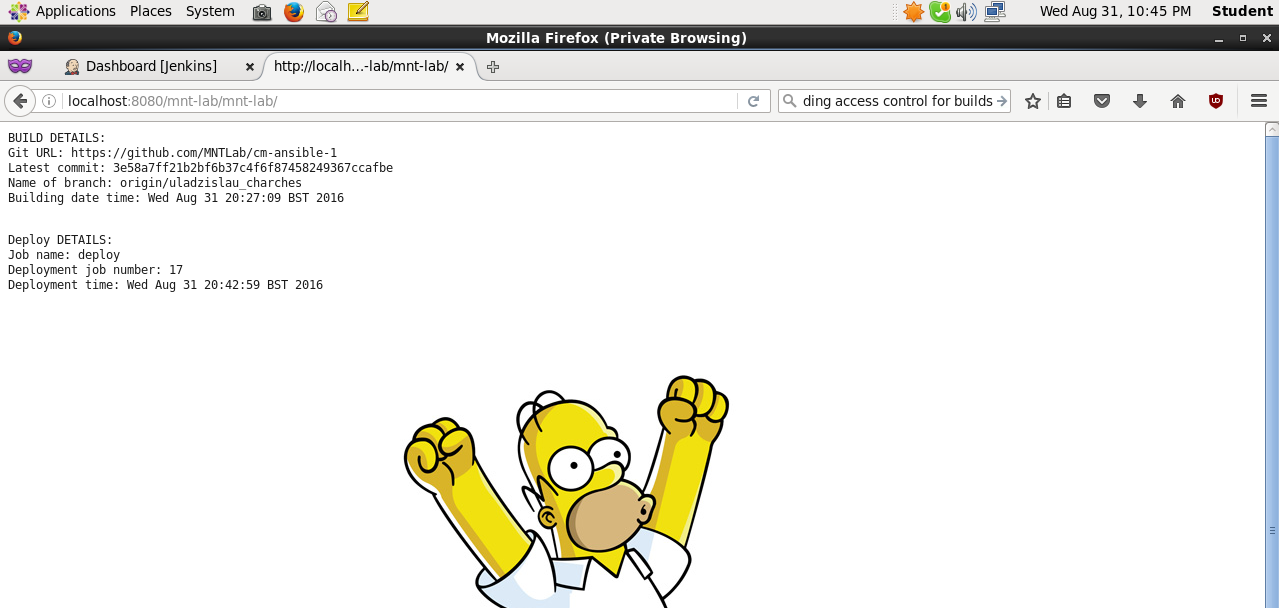 Applications Places System Wed Aug 31, 10:45 PM Student
Mozilla Firefox (Private Browsing)
Dashboard [Jenkins] http://localh...-lab/mnt-lab/
localhost:8080/mnt-lab/mnt-lab/ ding access control for builds
BUILD DETAILS:
Git URL: https://github.com/MNTLab/cm-ansible-1
Latest commit: 3e58a7ff21b2bf6b37c4f6f87458249367ccafbe
Name of branch: origin/uladzislau_charches
Building date time: Wed Aug 31 20:27:09 BST 2016
Deploy DETAILS:
Job name: deploy
Deployment job number: 17
Deployment time: Wed Aug 31 20:42:59 BST 2016